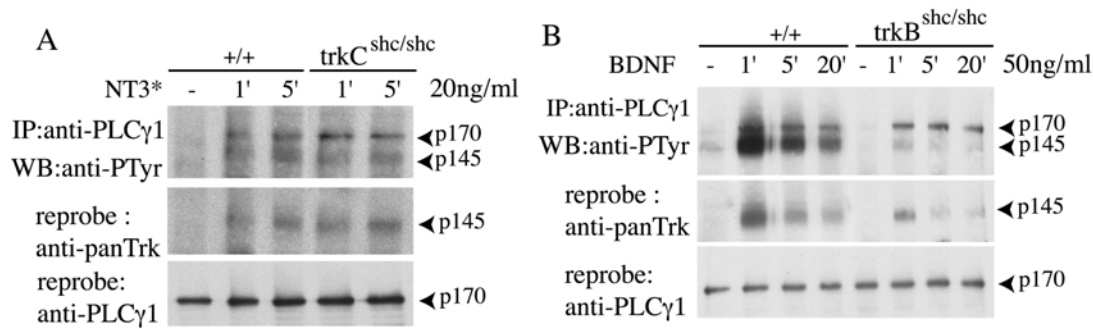 A
+/+ trkC shc/shc
NT3* - 1' 5' 1' 5' 20ng/ml
IP:anti-PLCγ1 p170
WB:anti-PTyr p145
reprobe : p145
anti-panTrk
reprobe: p170
anti-PLCγ1
B
+/+ trkB shc/shc
BDNF - 1' 5' 20' - 1' 5' 20' 50ng/ml
IP:anti-PLCγ1 p170
WB:anti-PTyr p145
reprobe: p145
anti-panTrk
reprobe: p170
anti-PLCγ1